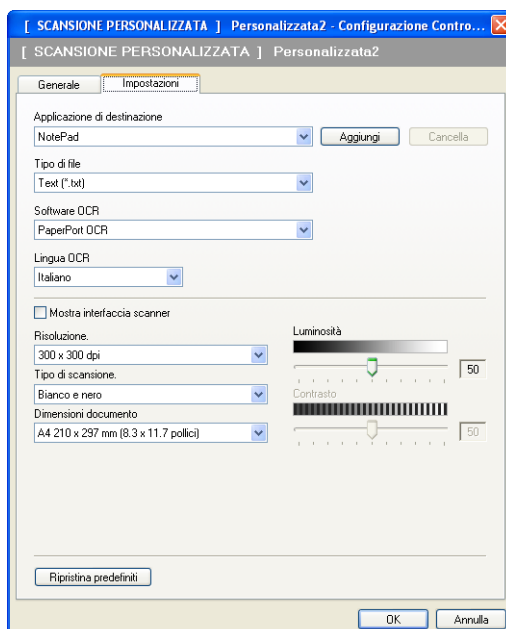 [ SCANSIONE PERSONALIZZATA ] Personalizzata2 - Configurazione Contro...
[ SCANSIONE PERSONALIZZATA ] Personalizzata2
Generale Impostazioni
Applicazione di destinazione
NotePad Aggiungi Cancella
Tipo di file
Text (*.txt)
Software OCR
PaperPort OCR
Lingua OCR
Italiano
Mostra interfaccia scanner
Risoluzione. Luminosità
300 x 300 dpi 50
Tipo di scansione.
Bianco e nero Contrasto
Dimensioni documento
A4 210 x 297 mm (8.3 x 11.7 pollici) 50
Ripristina predefiniti
OK Annulla